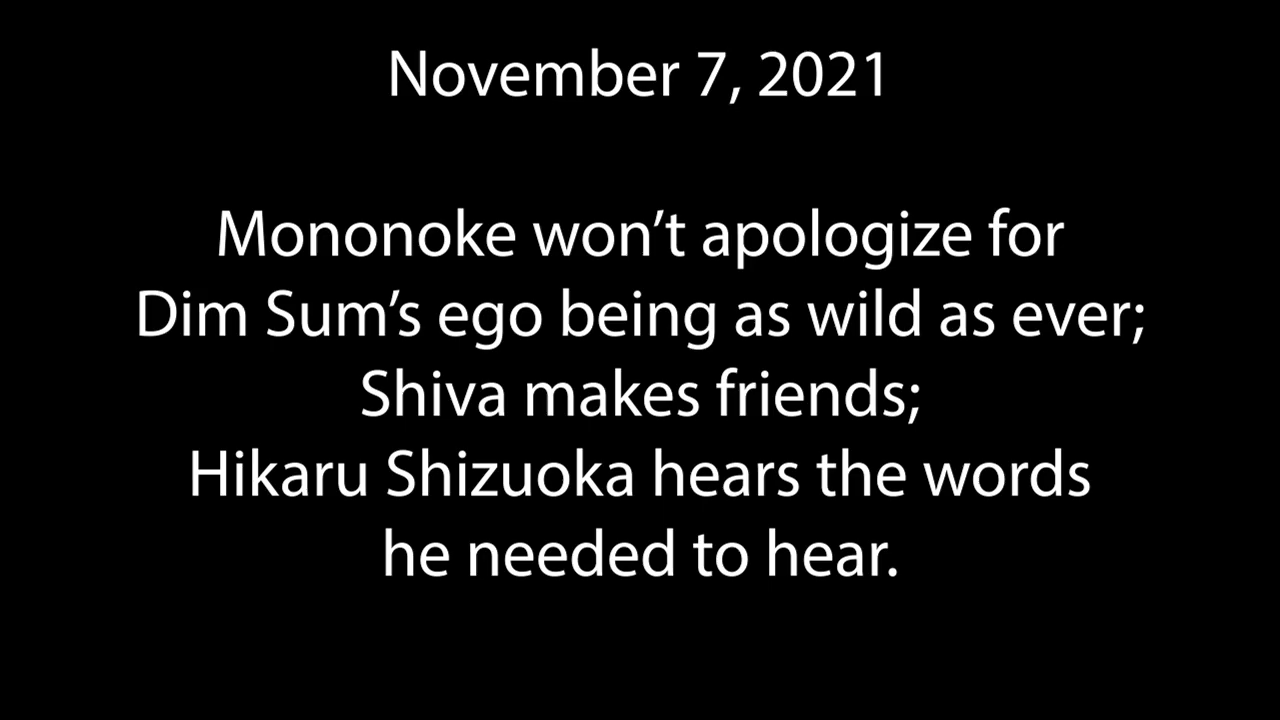 November 7, 2021
Mononoke won’t apologize for
Dim Sum’s ego being as wild as ever;
Shiva makes friends;
Hikaru Shizuoka hears the words
he needed to hear.